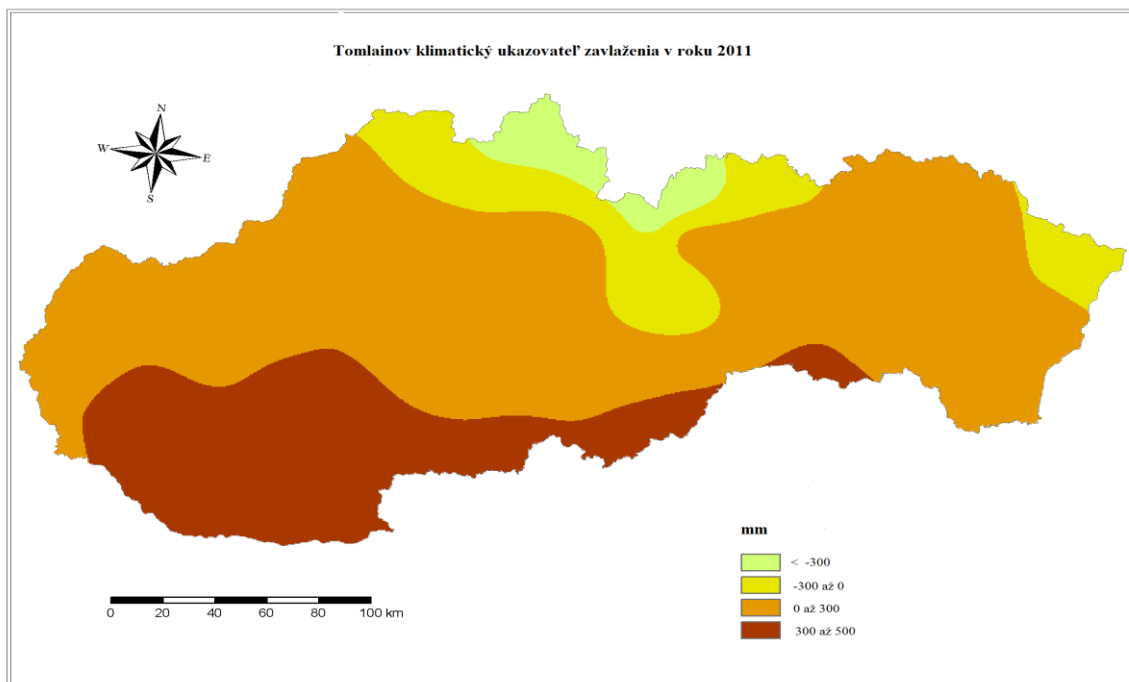 Tomlainov klimatický ukazovateľ zavlaženia v roku 2011
N
W E
S
mm
< -300
-300 až 0
0 až 300
300 až 500
0 20 40 60 80 100 km